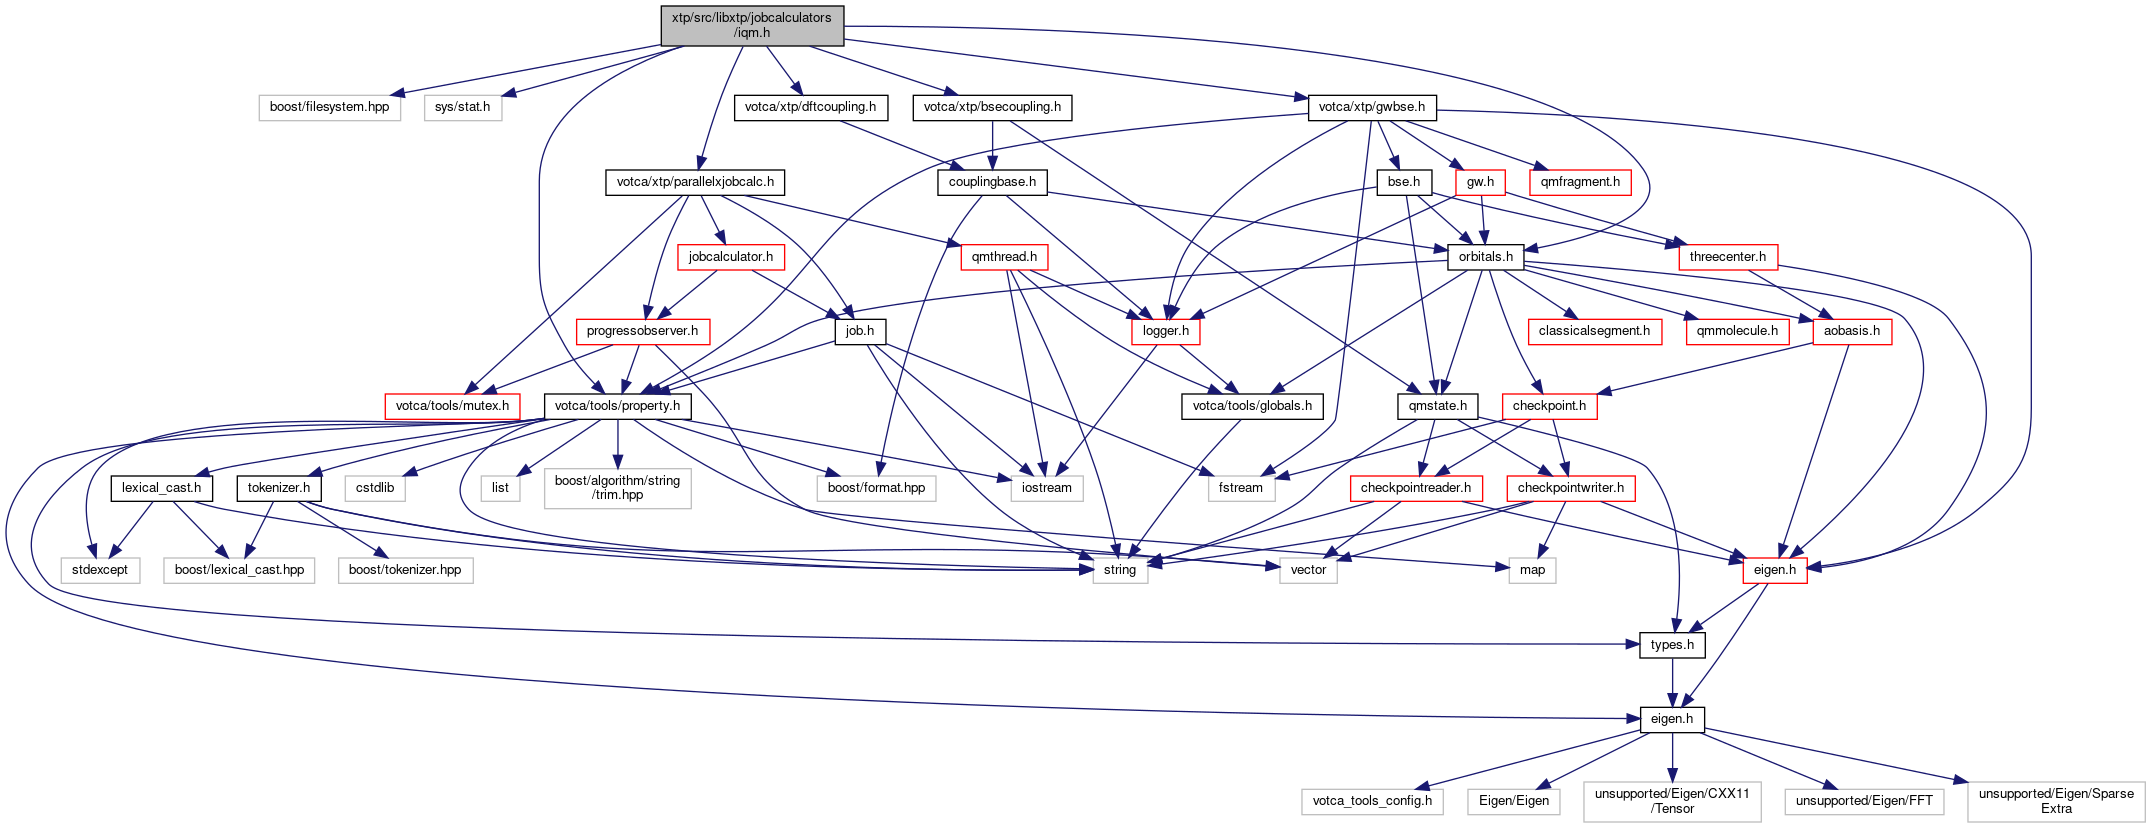 xtp/src/libxtp/jobcalculators
/iqm.h
boost/filesystem.hpp
sys/stat.h
votca/xtp/dftcoupling.h
votca/xtp/bsecoupling.h
votca/xtp/gwbse.h
votca/xtp/parallelxjobcalc.h
couplingbase.h
bse.h
gw.h
qmfragment.h
jobcalculator.h
qmthread.h
orbitals.h
threecenter.h
progressobserver.h
job.h
logger.h
classicalsegment.h
qmmolecule.h
aobasis.h
votca/tools/mutex.h
votca/tools/property.h
votca/tools/globals.h
qmstate.h
checkpoint.h
lexical_cast.h
tokenizer.h
cstdlib
list
boost/algorithm/string
/trim.hpp
boost/format.hpp
iostream
fstream
checkpointreader.h
checkpointwriter.h
stdexcept
boost/lexical_cast.hpp
boost/tokenizer.hpp
string
vector
map
eigen.h
types.h
eigen.h
votca_tools_config.h
Eigen/Eigen
unsupported/Eigen/CXX11
/Tensor
unsupported/Eigen/FFT
unsupported/Eigen/Sparse
Extra